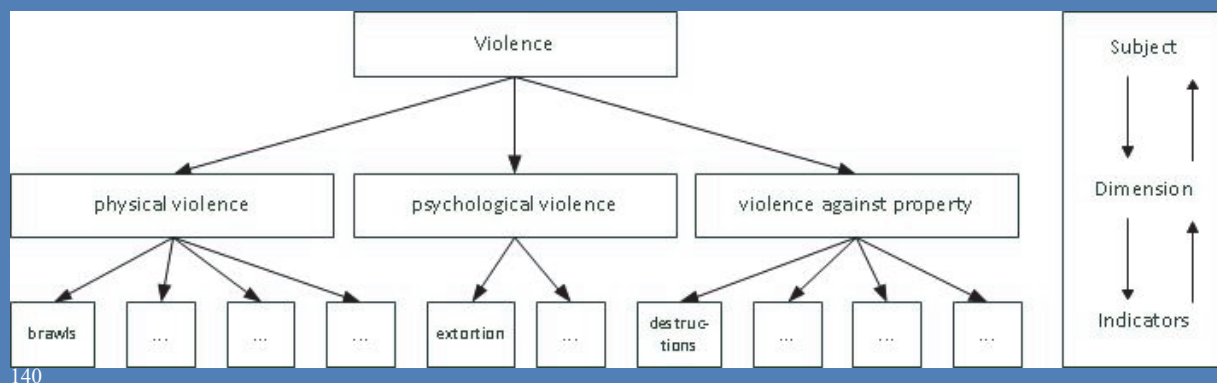 Violence
Subject
physical violence
psychological violence
violence against property
Dimension
brawls
...
...
...
extortion
...
destruc-
tions
...
...
...
Indicators
140